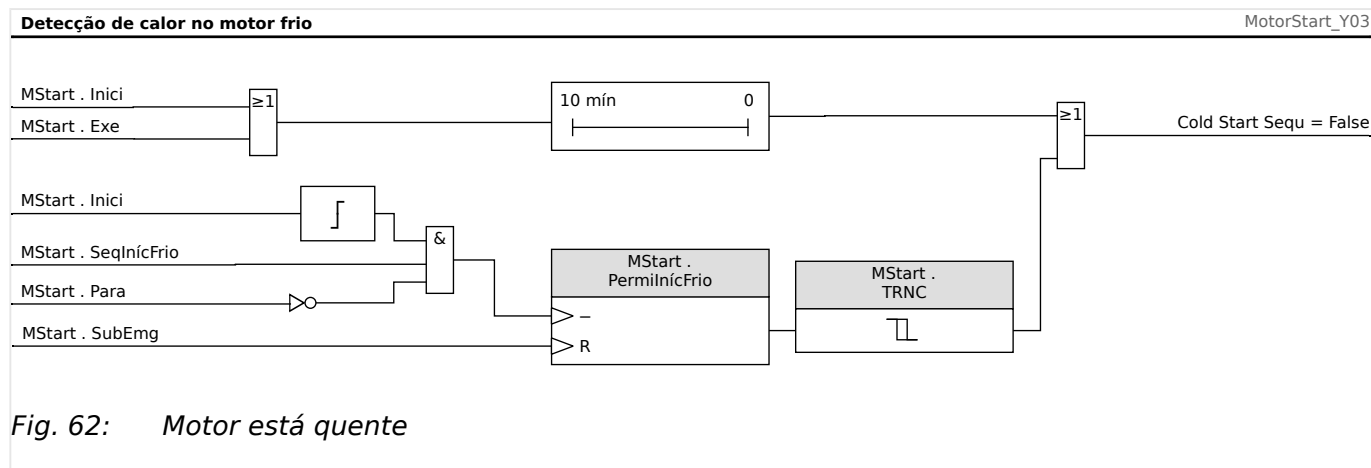 Detecção de calor no motor frio
MotorStart_Y03
MStart . Inici
MStart . Exe
≥1
10 mín 0
≥1
Cold Start Sequ = False
MStart . Inici
MStart . SeqInícFrio
MStart . Para
MStart . SubEmg
&
MStart .
PermiInícFrio
–
R
MStart .
TRNC
Fig. 62: Motor está quente